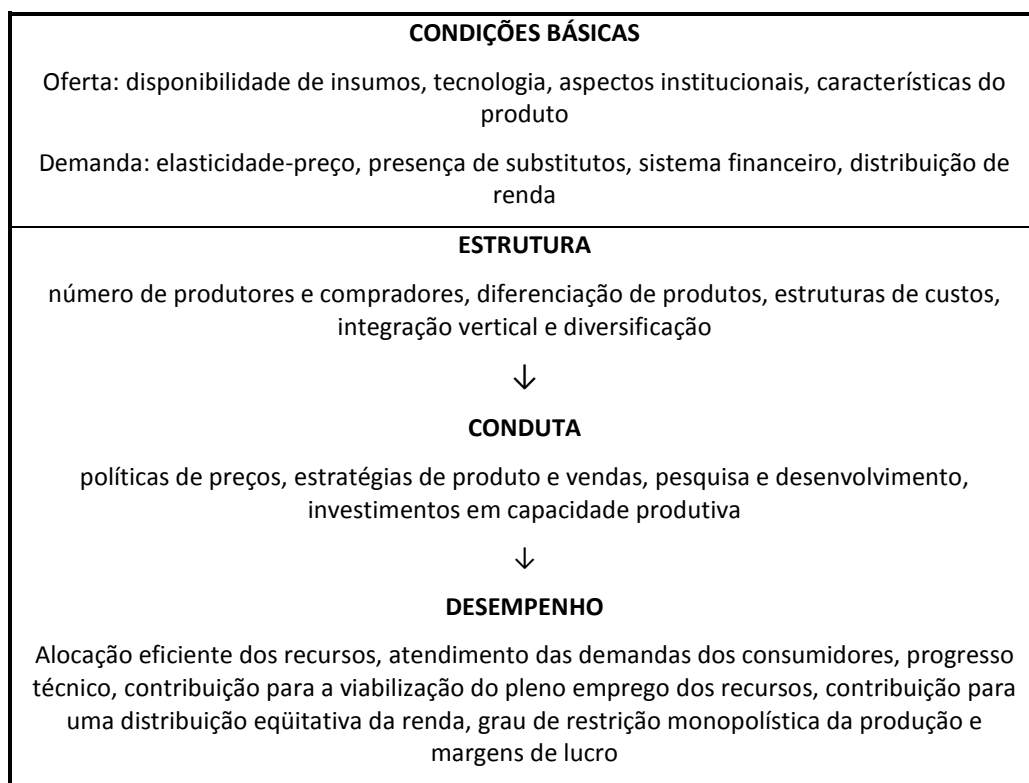 CONDIÇÕES BÁSICAS
Oferta: disponibilidade de insumos, tecnologia, aspectos institucionais, características do
produto
Demanda: elasticidade-preço, presença de substitutos, sistema financeiro, distribuição de
renda
ESTRUTURA
número de produtores e compradores, diferenciação de produtos, estruturas de custos,
integração vertical e diversificação
↓
CONDUTA
políticas de preços, estratégias de produto e vendas, pesquisa e desenvolvimento,
investimentos em capacidade produtiva
↓
DESEMPENHO
Alocação eficiente dos recursos, atendimento das demandas dos consumidores, progresso
técnico, contribuição para a viabilização do pleno emprego dos recursos, contribuição para
uma distribuição eqüitativa da renda, grau de restrição monopolística da produção e
margens de lucro